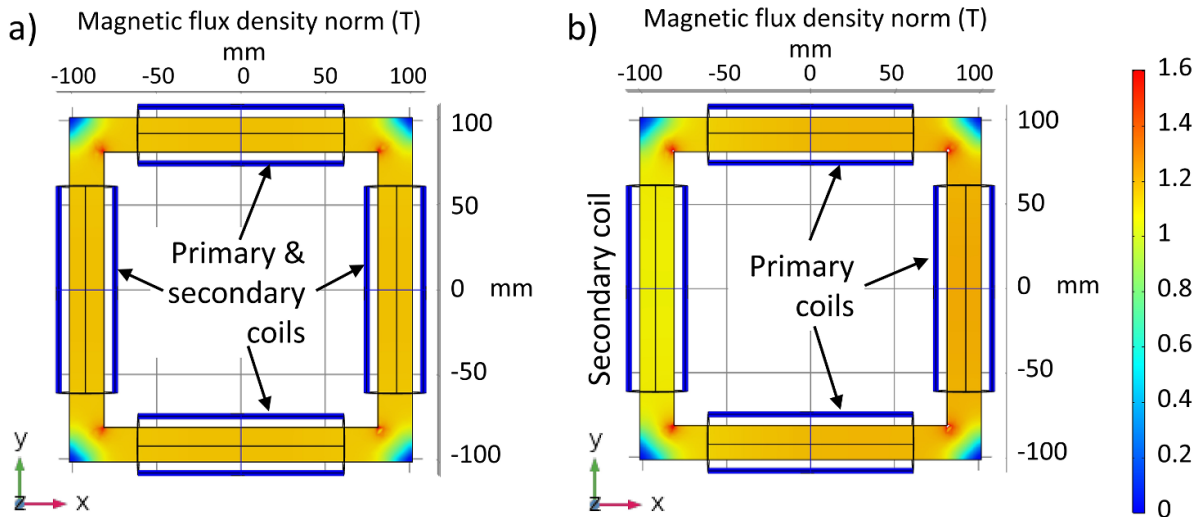 a)
Magnetic flux density norm (T)
mm
-100 -50 0 50 100
100
50
0 mm
-50
-100
Primary &
secondary
coils
y
z x
b)
Magnetic flux density norm (T)
mm
-100 -50 0 50 100
100
50
0 mm
-50
-100
Secondary coil
Primary
coils
y
z x
1.6
1.4
1.2
1
0.8
0.6
0.4
0.2
0